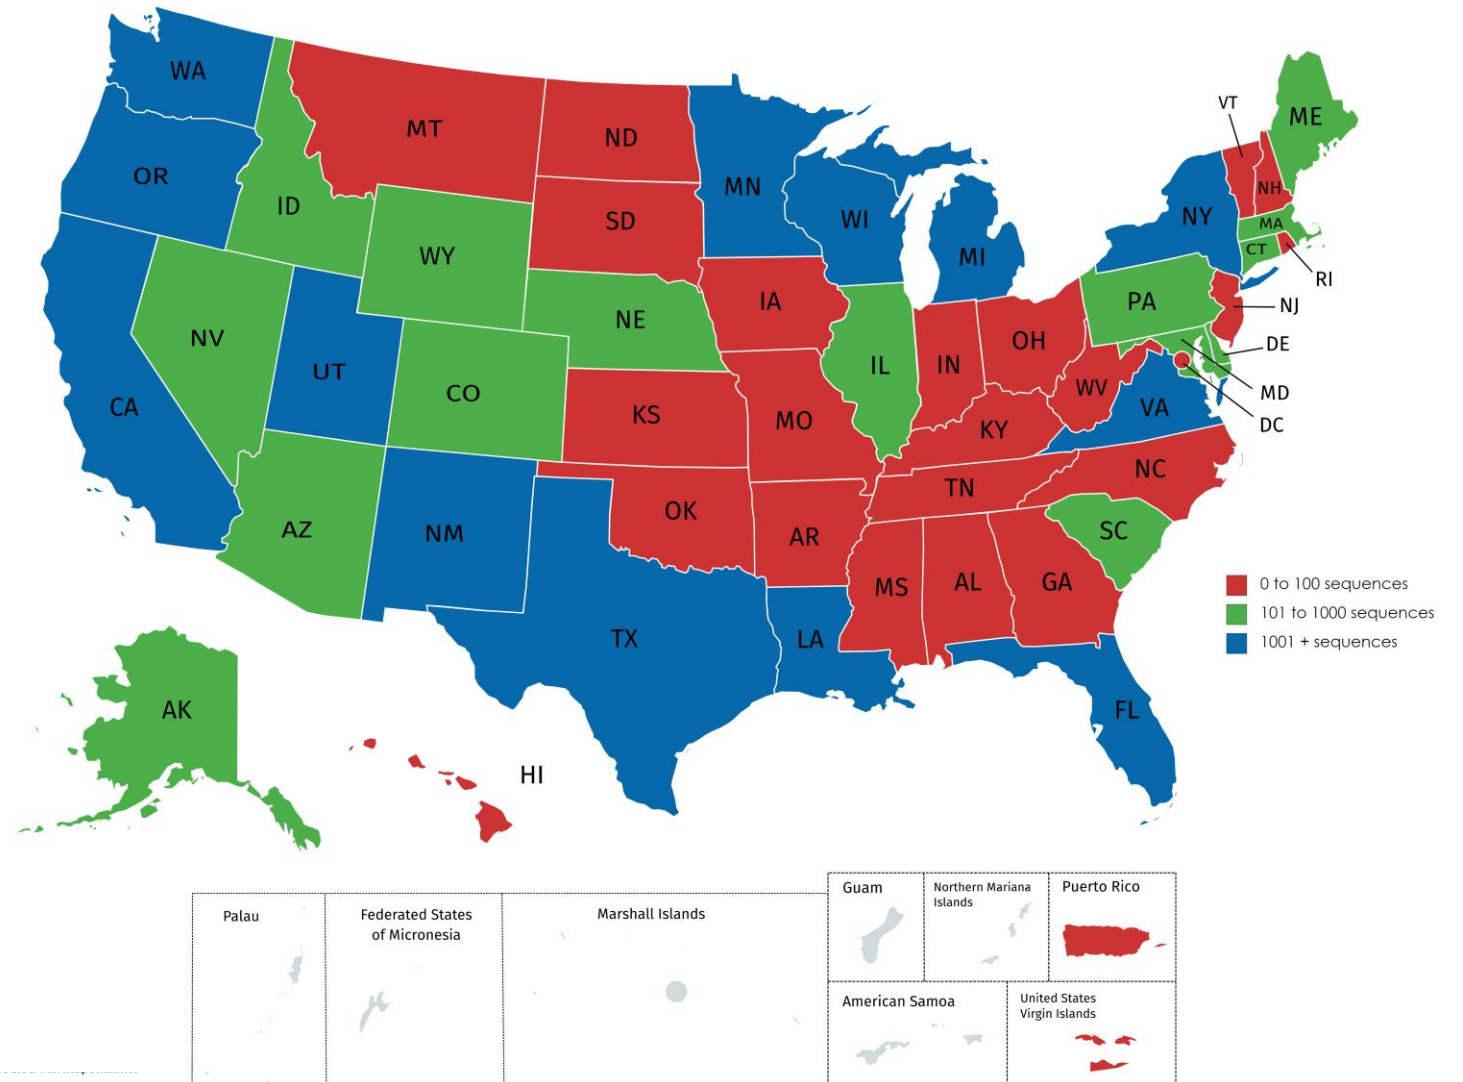 WA
MT
ND
MN
ME
VT
OR
ID
SD
WI
MI
NY
NH
MA
CT
RI
WY
IA
NE
PA
NJ
NV
UT
CO
IL
IN
OH
DE
MD
DC
CA
KS
MO
KY
WV
VA
AZ
NM
OK
AR
TN
NC
SC
TX
LA
MS
AL
GA
FL
0 to 100 sequences
101 to 1000 sequences
1001 + sequences
AK
HI
Palau
Federated States
of Micronesia
Marshall Islands
Guam
Northern Mariana
Islands
Puerto Rico
American Samoa
United States
Virgin Islands